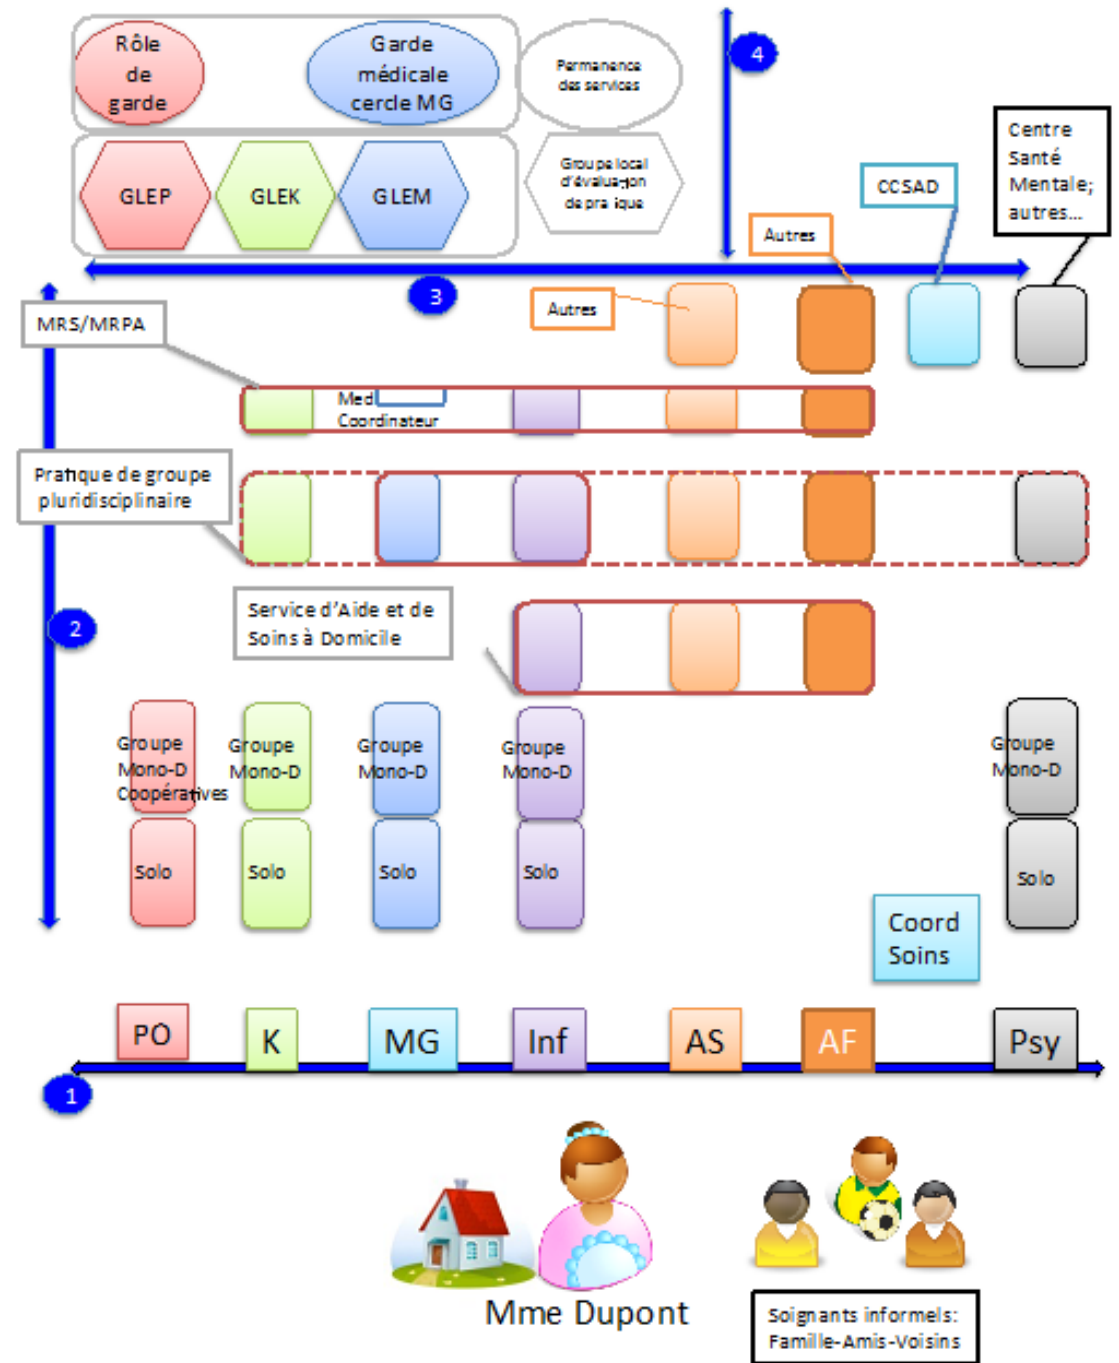 Rôle
de
garde
Garde
médicale
cercle MG
Permanence
des services
4
GLEP
GLEK
GLEM
Groupe local
d'évaluation
de pratique
Centre
Santé
Mentale;
autres...
CCSAD
Autres
3
MRS/MRPA
Autres
Med
Coordinateur
Pratique de groupe
pluridisciplinaire
Service d'Aide et de
Soins à Domicile
2
Groupe
Mono-D
Coopératives
Groupe
Mono-D
Groupe
Mono-D
Groupe
Mono-D
Groupe
Mono-D
Solo
Solo
Solo
Solo
Solo
Coord
Soins
PO
K
MG
Inf
AS
AF
Psy
1
Mme Dupont
Soignants informels:
Famille-Amis-Voisins